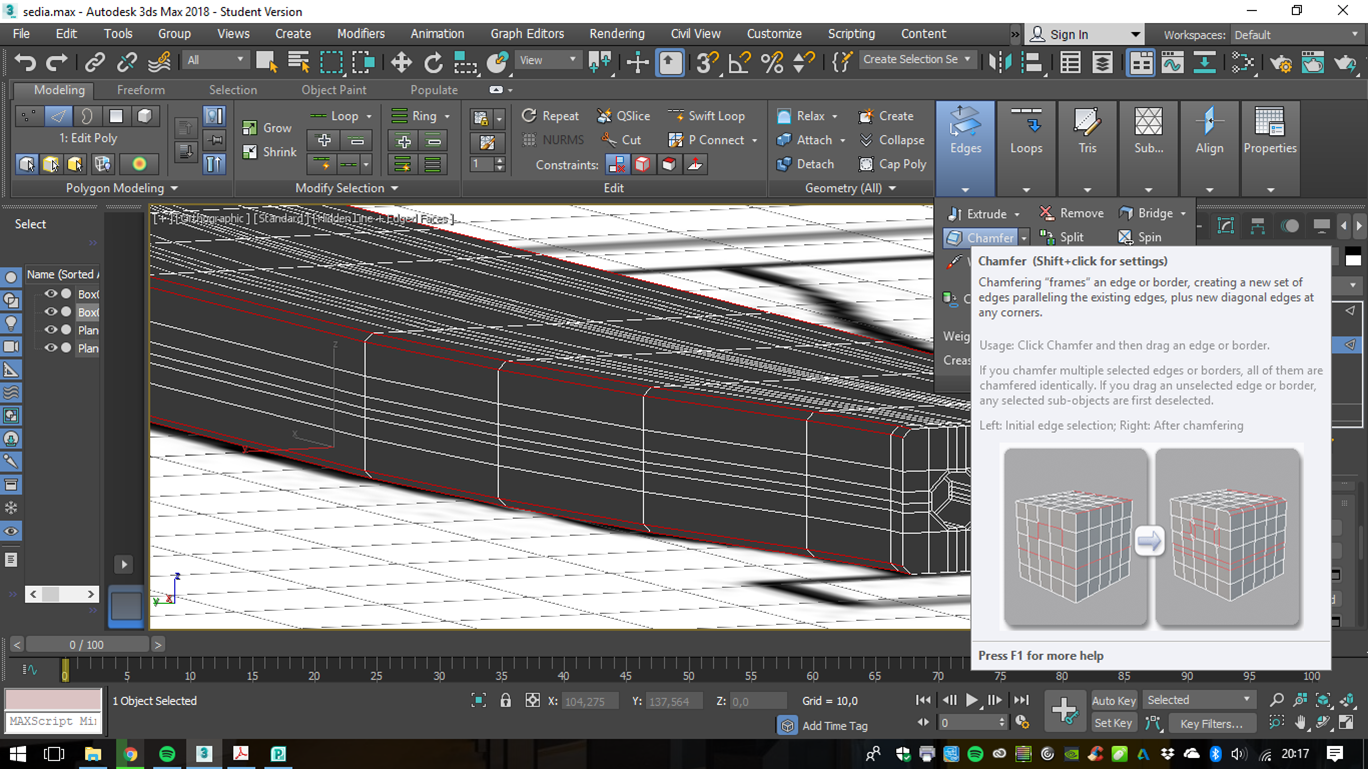 sedia.max - Autodesk 3ds Max 2018 - Student Version
File Edit Tools Group Views Create Modifiers Animation Graph Editors Rendering Civil View Customize Scripting Content Sign In Workspaces: Default
All View Create Selection Se
Modeling Freeform Selection Object Paint Populate
1: Edit Poly
Grow
Shrink
Loop Ring
Repeat QSlice Swift Loop
NURMS Cut P Connect
1 Constraints:
Relax Create
Attach Collapse
Detach Cap Poly
Edges Loops Tris Sub... Align Properties
Polygon Modeling Modify Selection Edit Geometry (All)
Extrude Remove Bridge
Chamfer Split Spin
Weig
Creas
Select
Name (Sorted A
Box0
Box0
Plan
Plan
[ + ] [Orthographic ] [Standard ] [Hidden line + Edged Faces ]
z
x
y
z
y x
Chamfer (Shift+click for settings)
Chamfering "frames" an edge or border, creating a new set of
edges paralleling the existing edges, plus new diagonal edges at
any corners.
Usage: Click Chamfer and then drag an edge or border.
If you chamfer multiple selected edges or borders, all of them are
chamfered identically. If you drag an unselected edge or border,
any selected sub-objects are first deselected.
Left: Initial edge selection; Right: After chamfering
Press F1 for more help
0 / 100
0 5 10 15 20 25 30 35 40 45 50 55 60 65 70 75 80 85 90 95 100
1 Object Selected
X: 104,275 Y: 137,564 Z: 0,0 Grid = 10,0
Add Time Tag
0
Auto Key Selected
Set Key Key Filters...
MAXScript Mi
20:17